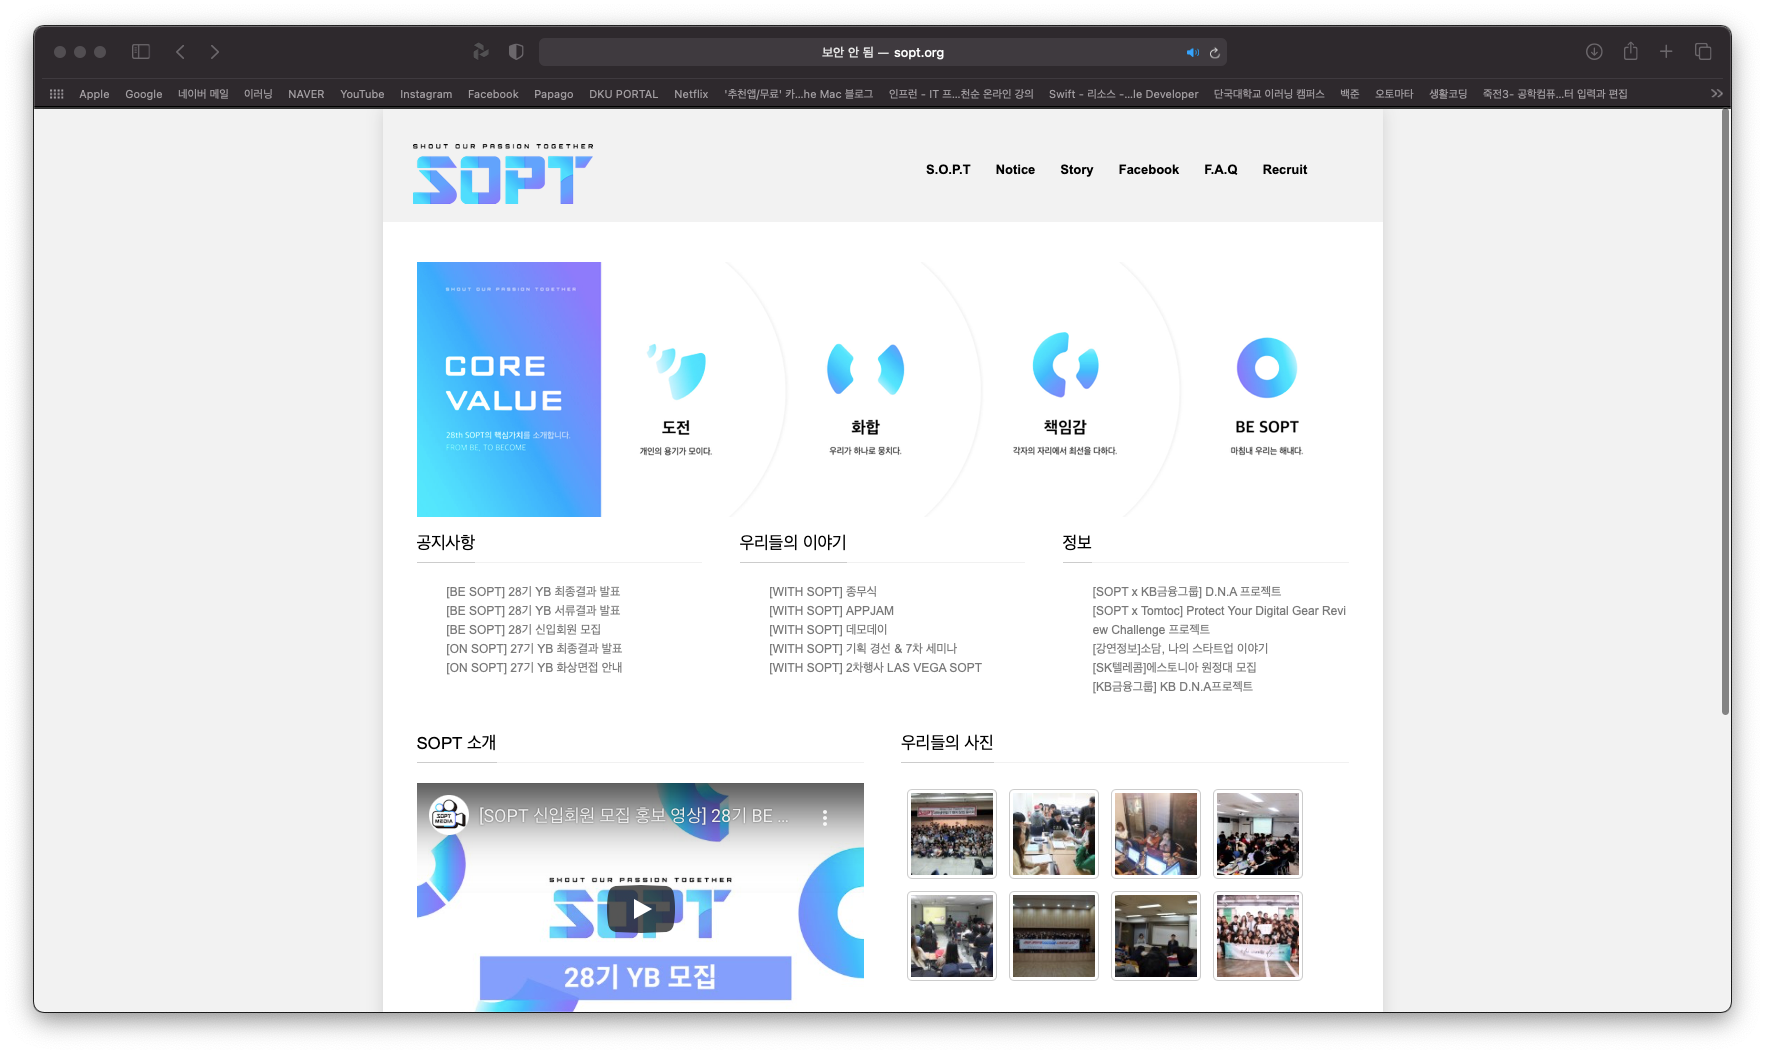 보안 안 됨 — sopt.org
Apple Google 네이버 메일 이러닝 NAVER YouTube Instagram Facebook Papago DKU PORTAL Netflix '추천앱/무료' 카...he Mac 블로그 인프런 - IT 프...천순 온라인 강의 Swift - 리소스 -...le Developer 단국대학교 이러닝 캠퍼스 백준 오토마타 생활코딩 죽전3- 공학컴퓨...터 입력과 편집
SHOUT OUR PASSION TOGETHER
SOPT
S.O.P.T Notice Story Facebook F.A.Q Recruit
SHOUT OUR PASSION TOGETHER
CORE
VALUE
28th SOPT의 핵심가치를 소개합니다.
FROM BE, TO BECOME
도전
개인의 용기가 모이다.
화합
우리가 하나로 뭉치다.
책임감
각자의 자리에서 최선을 다하다.
BE SOPT
마침내 우리는 해내다.
공지사항
[BE SOPT] 28기 YB 최종결과 발표
[BE SOPT] 28기 YB 서류결과 발표
[BE SOPT] 28기 신입회원 모집
[ON SOPT] 27기 YB 최종결과 발표
[ON SOPT] 27기 YB 화상면접 안내
우리들의 이야기
[WITH SOPT] 종무식
[WITH SOPT] APPJAM
[WITH SOPT] 데모데이
[WITH SOPT] 기획 경선 & 7차 세미나
[WITH SOPT] 2차행사 LAS VEGA SOPT
정보
[SOPT x KB금융그룹] D.N.A 프로젝트
[SOPT x Tomtoc] Protect Your Digital Gear Revi
ew Challenge 프로젝트
[강연정보]소담, 나의 스타트업 이야기
[SK텔레콤]에스토니아 원정대 모집
[KB금융그룹] KB D.N.A프로젝트
SOPT 소개
SOPT
MEDIA
[SOPT 신입회원 모집 홍보 영상] 28기 BE ...
SHOUT OUR PASSION TOGETHER
SOPT
28기 YB 모집
우리들의 사진